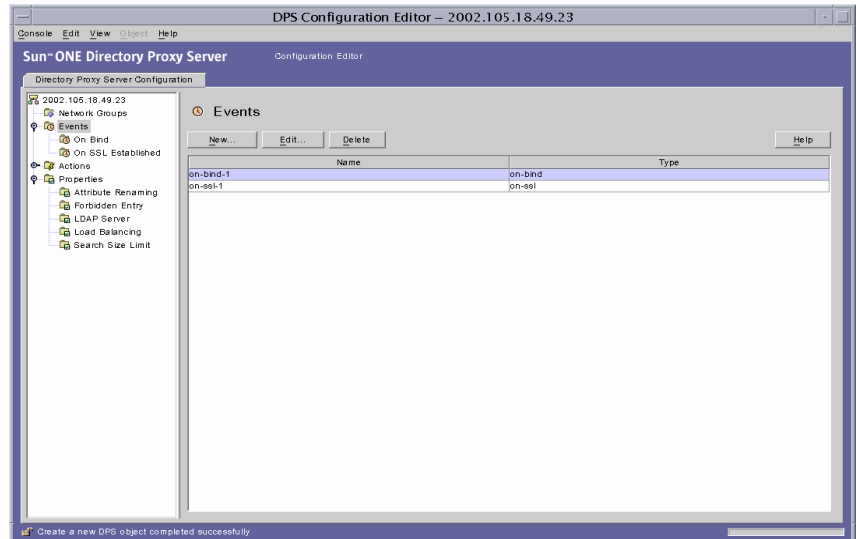 DPS Configuration Editor – 2002.105.18.49.23
Console Edit View Object Help
Sun™ ONE Directory Proxy Server Configuration Editor
Directory Proxy Server Configuration
2002.105.18.49.23
Network Groups
Events
On Bind
On SSL Established
Actions
Properties
Attribute Renaming
Forbidden Entry
LDAP Server
Load Balancing
Search Size Limit
Events
New... Edit... Delete Help
Name Type
on-bind-1 on-bind
on-ssl-1 on-ssl
Create a new DPS object completed successfully